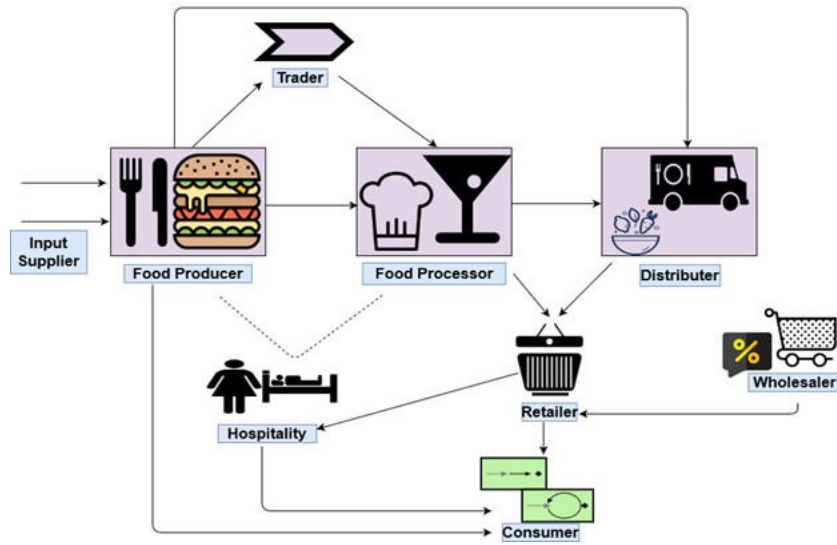 Trader
Input
Supplier
Food Producer
Food Processor
Distributer
%
Wholesaler
Retailer
Hospitality
Consumer